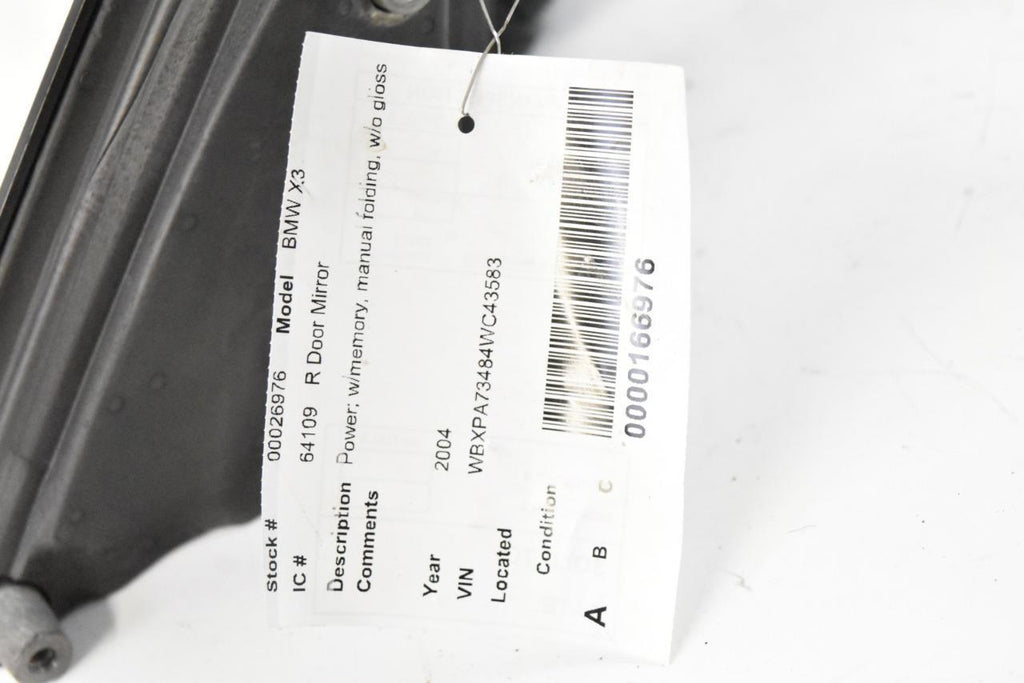 Stock # 00026976 Model BMW X3
IC # 64109 R Door Mirror
Description Power; w/memory, manual folding, w/o gloss
Comments
Year 2004
VIN WBXPA73484WC43583
Located
Condition
A B C
0000166976